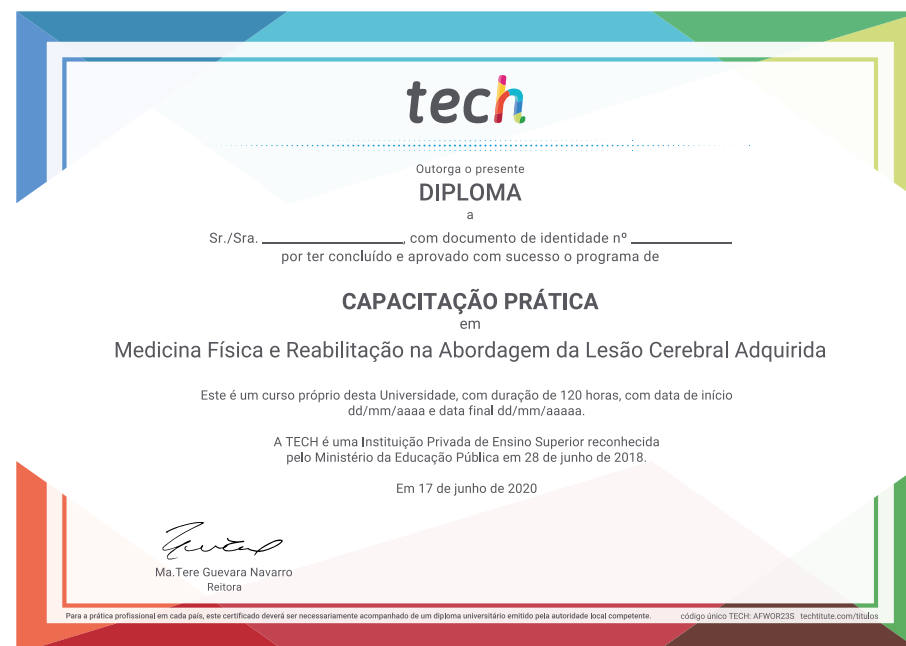 tech
Outorga o presente
DIPLOMA
a
Sr./Sra. ____________________, com documento de identidade nº ______________
por ter concluído e aprovado com sucesso o programa de
CAPACITAÇÃO PRÁTICA
em
Medicina Física e Reabilitação na Abordagem da Lesão Cerebral Adquirida
Este é um curso próprio desta Universidade, com duração de 120 horas, com data de início
dd/mm/aaaa e data final dd/mm/aaaaa.
A TECH é uma Instituição Privada de Ensino Superior reconhecida
pelo Ministério da Educação Pública em 28 de junho de 2018.
Em 17 de junho de 2020
Ma.Tere Guevara Navarro
Reitora
Para a prática profissional em cada país, este certificado deverá ser necessariamente acompanhado de um diploma universitário emitido pela autoridade local competente.
código único TECH: AFWOR23S techtitute.com/titulos